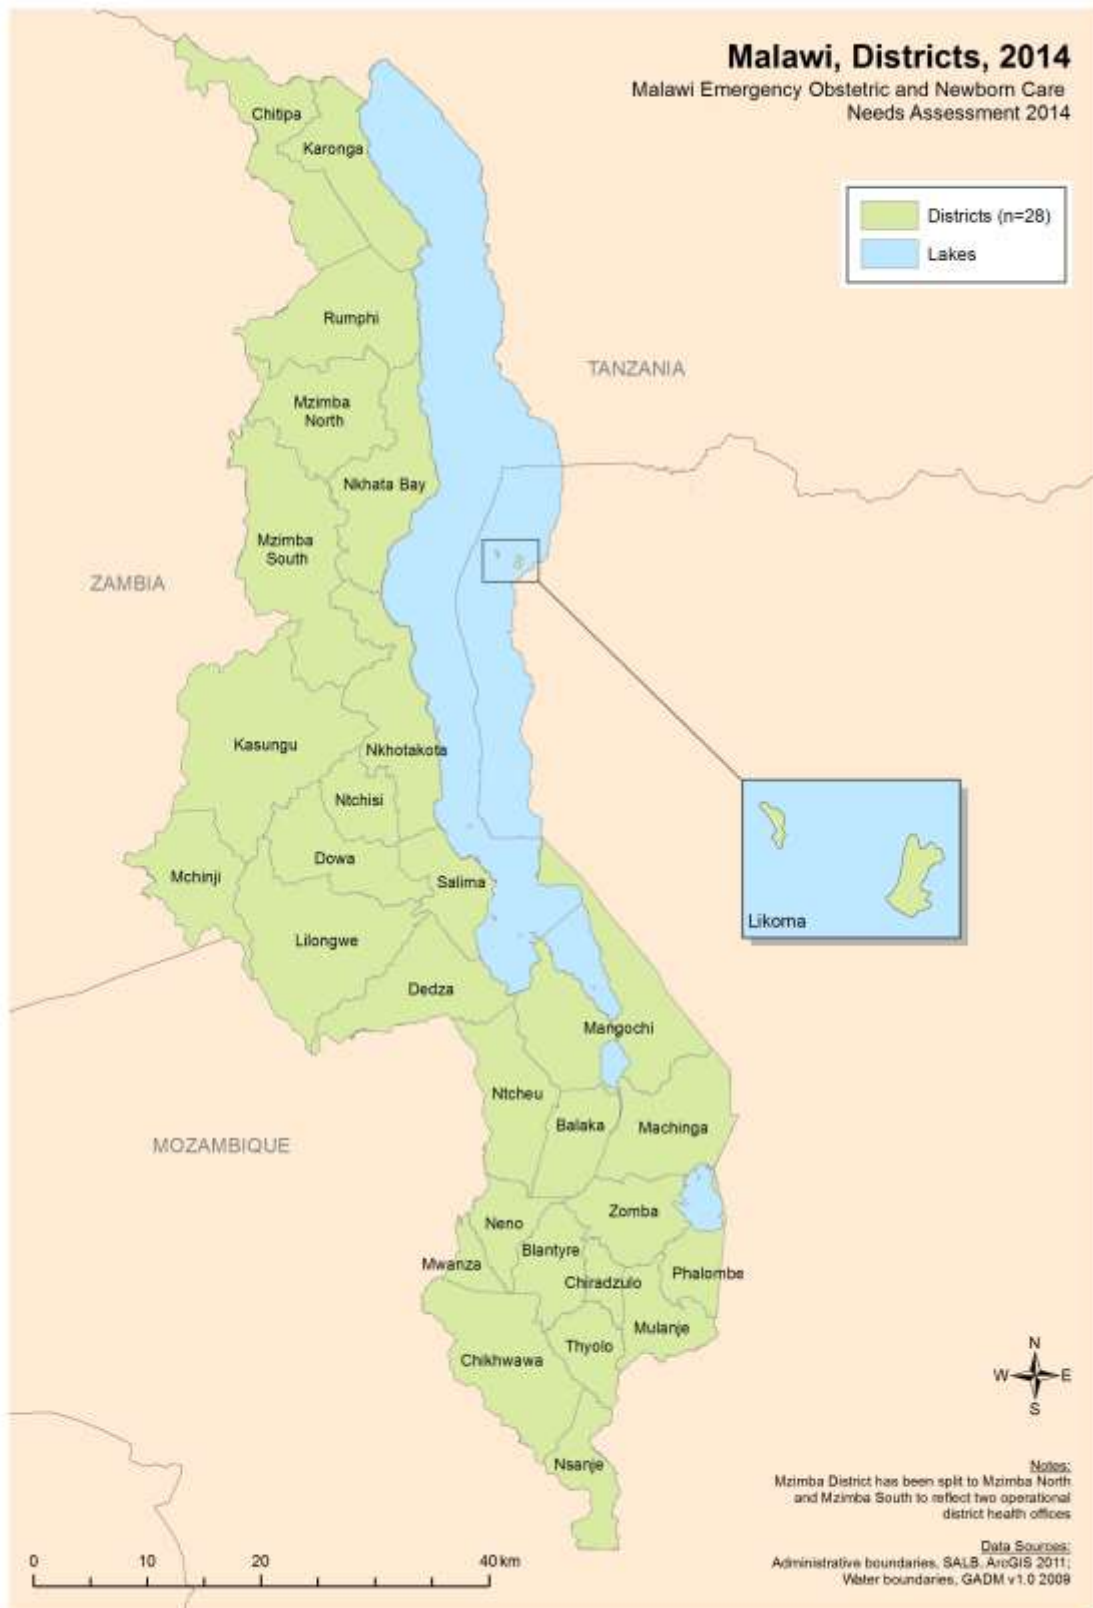 Malawi, Districts, 2014
Malawi Emergency Obstetric and Newborn Care
Needs Assessment 2014
Districts (n=28)
Lakes
Chitipa
Karonga
Rumphi
TANZANIA
Mzimba
North
Nkhata Bay
Mzimba
South
ZAMBIA
Kasungu
Nkhotakota
Ntchisi
Dowa
Mchinji
Salima
Likoma
Lilongwe
Dedza
Mangochi
Ntcheu
Balaka
Machinga
MOZAMBIQUE
Zomba
Neno
Blantyre
Mwanza
Chiradzulo
Phalombe
Mulanje
Thyolo
Chikhwawa
N
W
E
S
Nsanje
Notes:
Mzimba District has been split to Mzimba North
and Mzimba South to reflect two operational
district health offices
Data Sources:
Administrative boundaries, SALB, ArcGIS 2011;
Water boundaries, GADM v1.0 2009
0 10 20 40 km